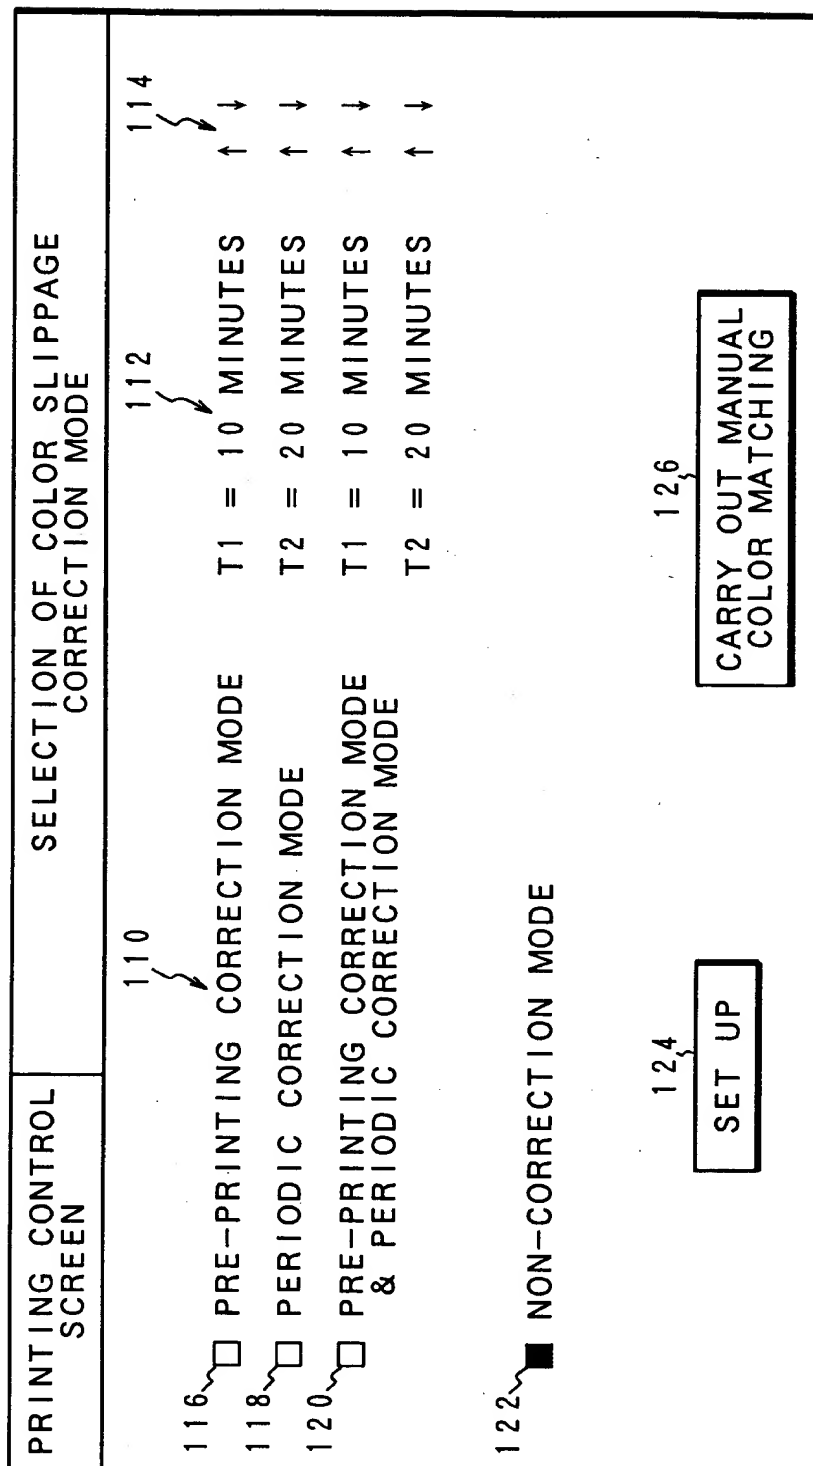 PRINTING CONTROL
SCREEN
SELECTION OF COLOR SLIPPAGE
CORRECTION MODE
110
112
114
116
□ PRE-PRINTING CORRECTION MODE T1 = 10 MINUTES ↑ ↓
118
□ PERIODIC CORRECTION MODE T2 = 20 MINUTES ↑ ↓
120
□ PRE-PRINTING CORRECTION MODE T1 = 10 MINUTES ↑ ↓
& PERIODIC CORRECTION MODE T2 = 20 MINUTES ↑ ↓
122
■ NON-CORRECTION MODE
124
SET UP
126
CARRY OUT MANUAL
COLOR MATCHING